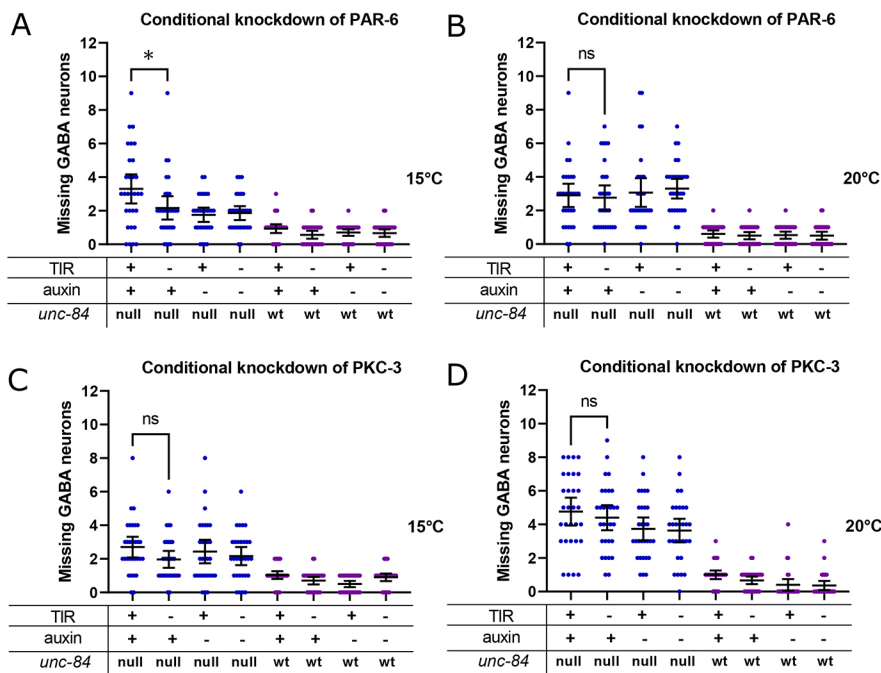 A
Conditional knockdown of PAR-6
Missing GABA neurons
12
10
8
6
4
2
0
*
15°C
TIR + - + - + - + -
auxin + + - - + + - -
unc-84 null null null null wt wt wt wt
B
Conditional knockdown of PAR-6
Missing GABA neurons
12
10
8
6
4
2
0
ns
20°C
TIR + - + - + - + -
auxin + + - - + + - -
unc-84 null null null null wt wt wt wt
C
Conditional knockdown of PKC-3
Missing GABA neurons
12
10
8
6
4
2
0
ns
15°C
TIR + - + - + - + -
auxin + + - - + + - -
unc-84 null null null null wt wt wt wt
D
Conditional knockdown of PKC-3
Missing GABA neurons
12
10
8
6
4
2
0
ns
20°C
TIR + - + - + - + -
auxin + + - - + + - -
unc-84 null null null null wt wt wt wt